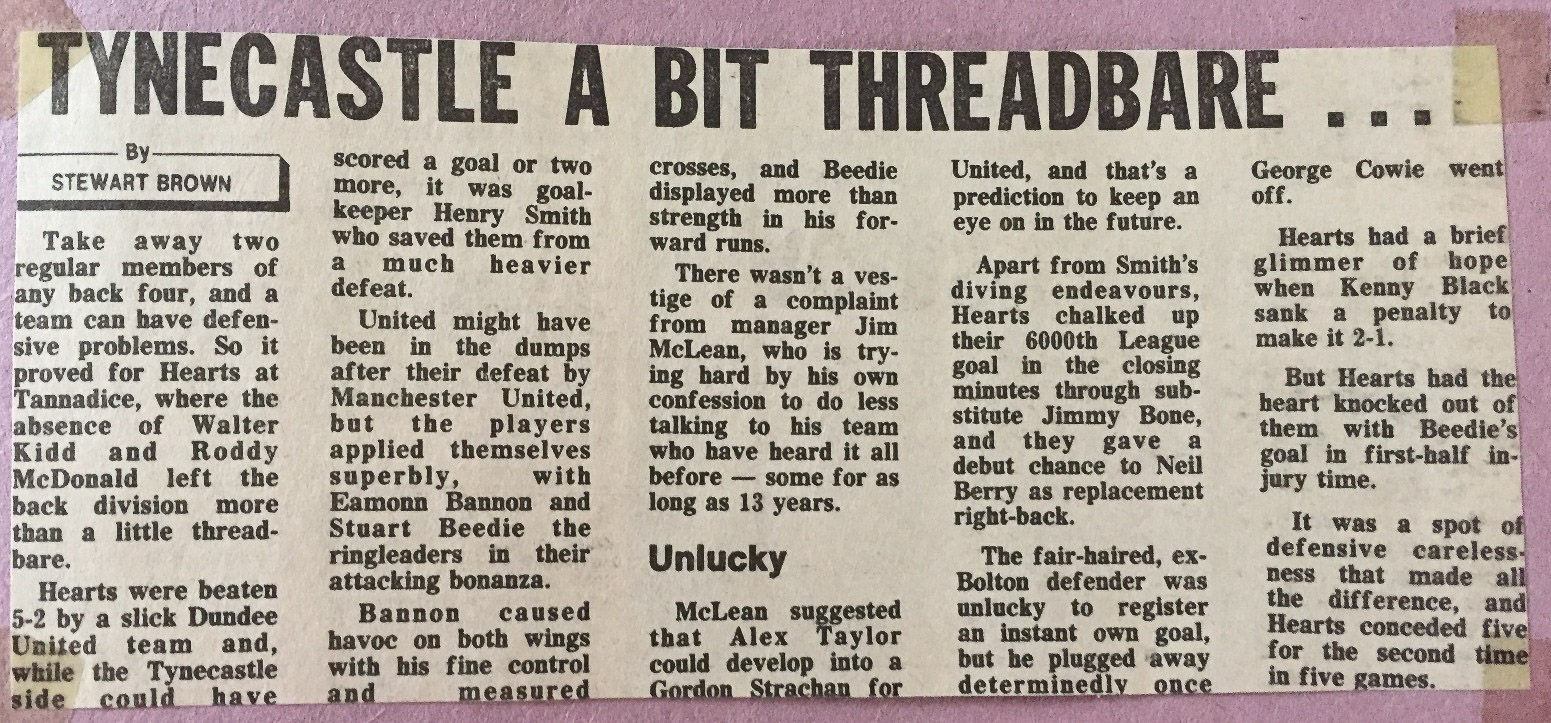 TYNECASTLE A BIT THREADBARE . . .
By
STEWART BROWN
Take away two
regular members of
any back four, and a
team can have defen-
sive problems. So it
proved for Hearts at
Tannadice, where the
absence of Walter
Kidd and Roddy
McDonald left the
back division more
than a little thread-
bare.
Hearts were beaten
5-2 by a slick Dundee
United team and,
while the Tynecastle
side could have
scored a goal or two
more, it was goal-
keeper Henry Smith
who saved them from
a much heavier
defeat.
United might have
been in the dumps
after their defeat by
Manchester United,
but the players
applied themselves
superbly, with
Eamonn Bannon and
Stuart Beedie the
ringleaders in their
attacking bonanza.
Bannon caused
havoc on both wings
with his fine control
and measured
crosses, and Beedie
displayed more than
strength in his for-
ward runs.
There wasn't a ves-
tige of a complaint
from manager Jim
McLean, who is try-
ing hard by his own
confession to do less
talking to his team
who have heard it all
before — some for as
long as 13 years.
Unlucky
McLean suggested
that Alex Taylor
could develop into a
Gordon Strachan for
United, and that's a
prediction to keep an
eye on in the future.
Apart from Smith's
diving endeavours,
Hearts chalked up
their 6000th League
goal in the closing
minutes through sub-
stitute Jimmy Bone,
and they gave a
debut chance to Neil
Berry as replacement
right-back.
The fair-haired, ex-
Bolton defender was
unlucky to register
an instant own goal,
but he plugged away
determinedly once
George Cowie went
off.
Hearts had a brief
glimmer of hope
when Kenny Black
sank a penalty to
make it 2-1.
But Hearts had the
heart knocked out of
them with Beedie's
goal in first-half in-
jury time.
It was a spot of
defensive careless-
ness that made all
the difference, and
Hearts conceded five
for the second time
in five games.